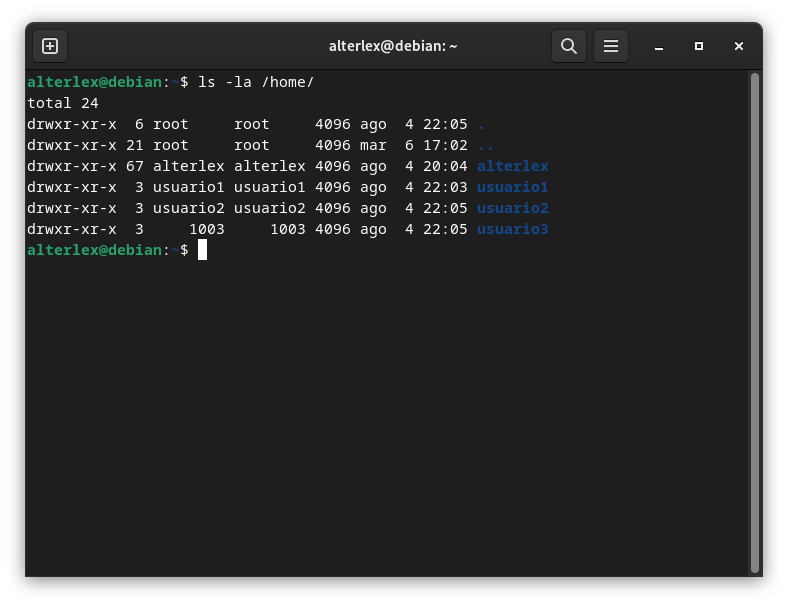 alterlex@debian: ~
alterlex@debian:~$ ls -la /home/
total 24
drwxr-xr-x  6 root     root     4096 ago  4 22:05 .
drwxr-xr-x 21 root     root     4096 mar  6 17:02 ..
drwxr-xr-x 67 alterlex alterlex 4096 ago  4 20:04 alterlex
drwxr-xr-x  3 usuario1 usuario1 4096 ago  4 22:03 usuario1
drwxr-xr-x  3 usuario2 usuario2 4096 ago  4 22:05 usuario2
drwxr-xr-x  3     1003     1003 4096 ago  4 22:05 usuario3
alterlex@debian:~$